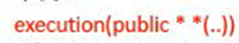 execution(public * *(..))